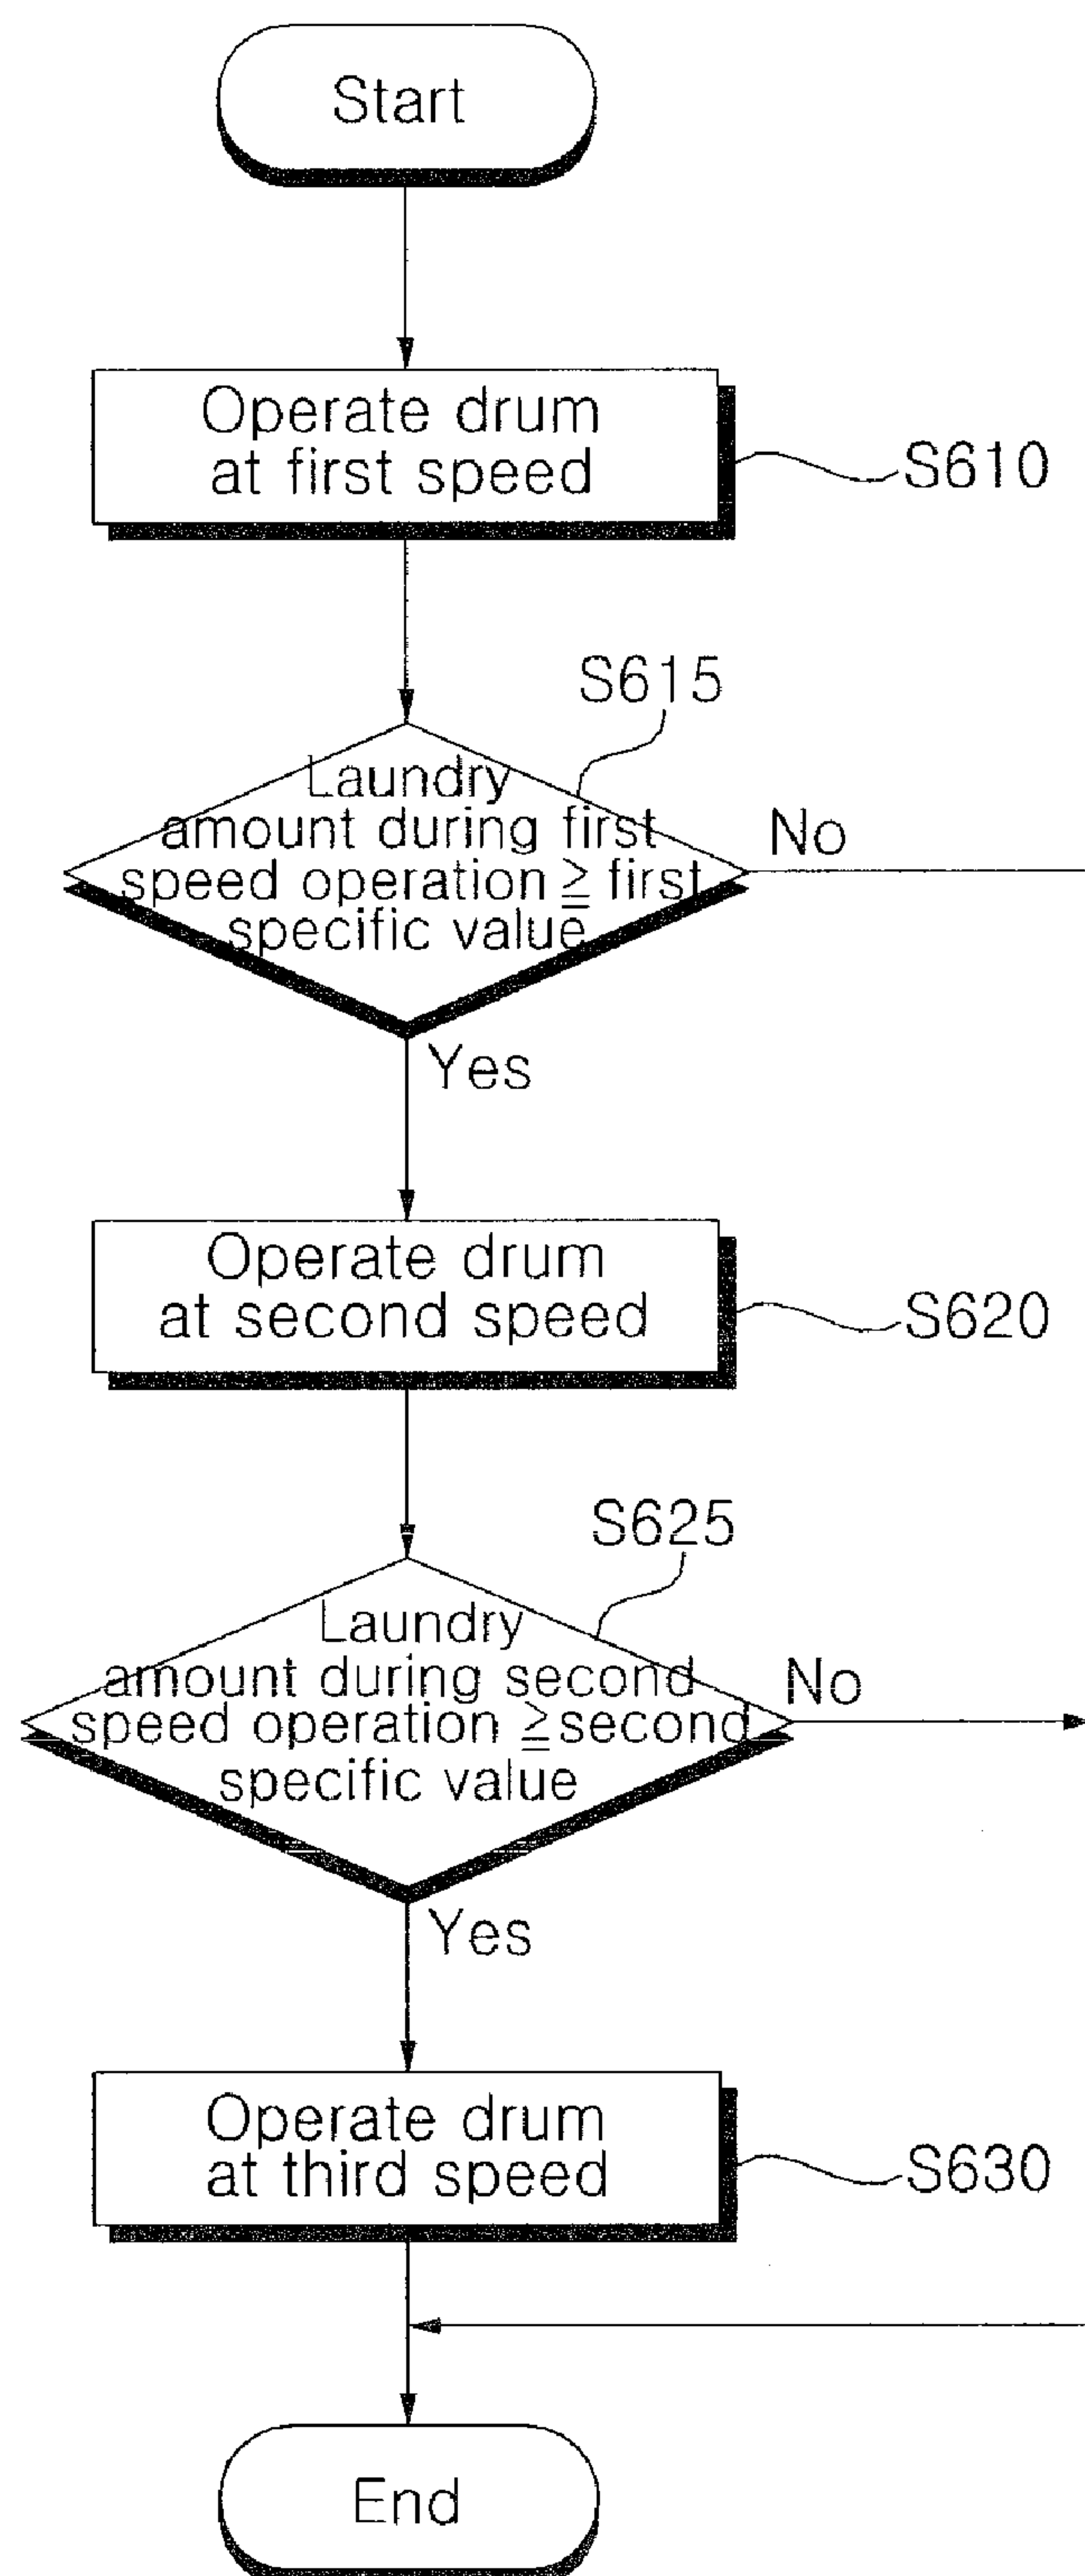 Start
Operate drum
at first speed
S610
S615
Laundry
amount during first
speed operation ≧ first
specific value
No
Yes
Operate drum
at second speed
S620
S625
Laundry
amount during second
speed operation ≧ second
specific value
No
Yes
Operate drum
at third speed
S630
End